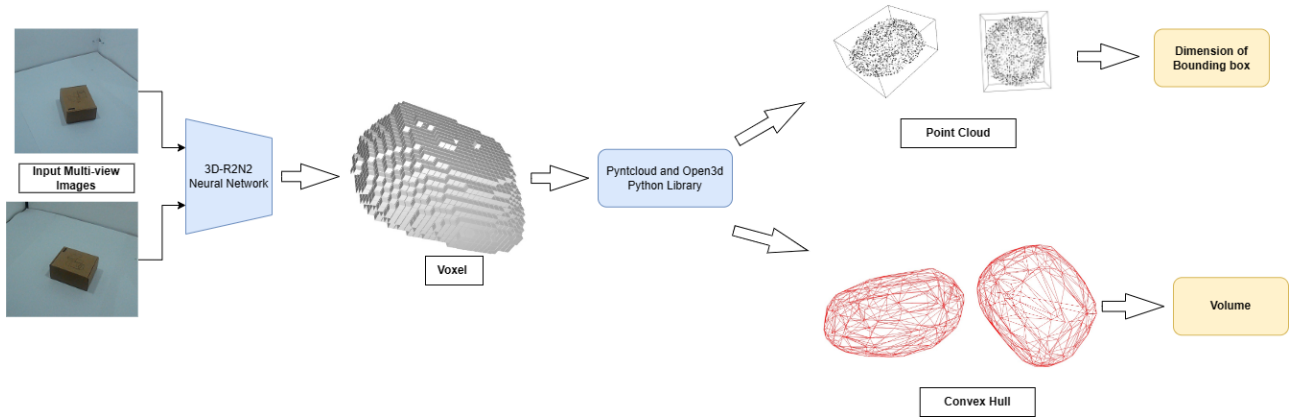 Input Multi-view
Images
3D-R2N2
Neural Network
Voxel
Pyntcloud and Open3d
Python Library
Point Cloud
Dimension of
Bounding box
Convex Hull
Volume